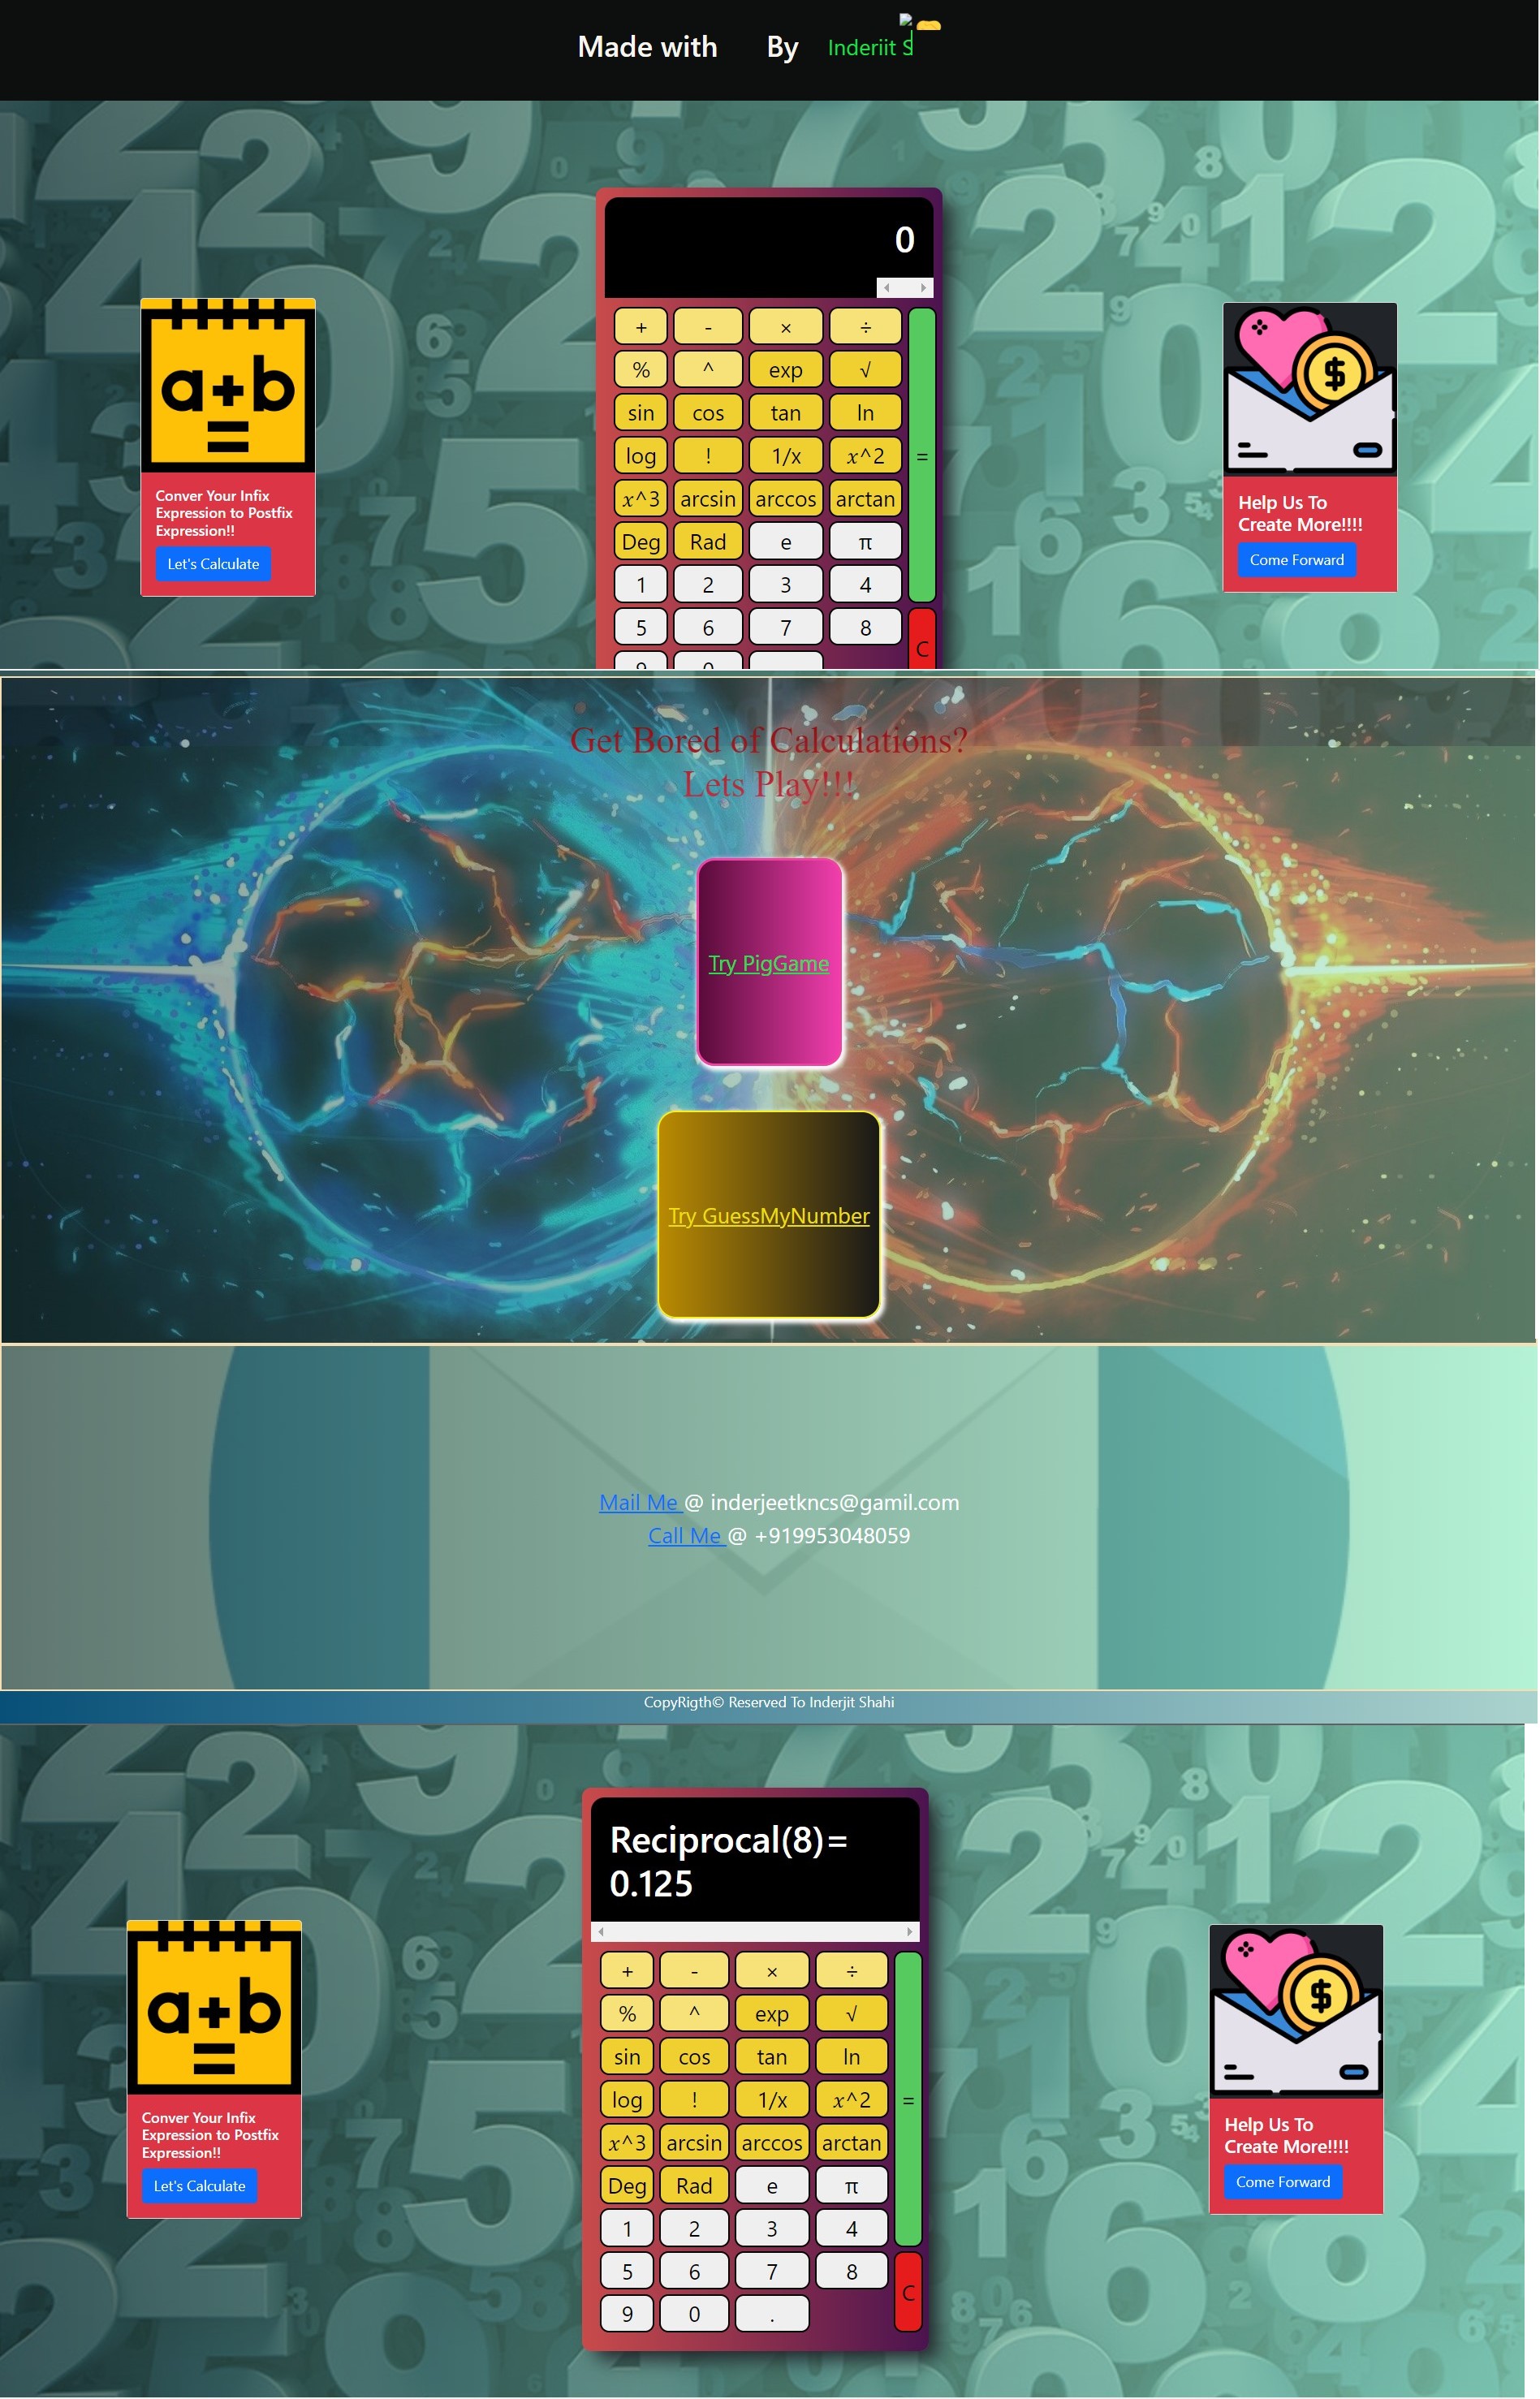 Made with By Inderjit S
0
+ - × ÷
% ^ exp √
sin cos tan ln
log ! 1/x x^2 =
x^3 arcsin arccos arctan
Deg Rad e π
1 2 3 4
5 6 7 8
C
9 0
a+b
Conver Your Infix
Expression to Postfix
Expression!!
Let's Calculate
$
Help Us To
Create More!!!!
Come Forward
Get Bored of Calculations?
Lets Play!!!
Try PigGame
Try GuessMyNumber
Mail Me @ inderjeetkncs@gamil.com
Call Me @ +919953048059
CopyRigth© Reserved To Inderjit Shahi
Reciprocal(8)=
0.125
+ - × ÷
% ^ exp √
sin cos tan ln
log ! 1/x x^2 =
x^3 arcsin arccos arctan
Deg Rad e π
1 2 3 4
5 6 7 8
C
9 0 .
a+b
Conver Your Infix
Expression to Postfix
Expression!!
Let's Calculate
$
Help Us To
Create More!!!!
Come Forward